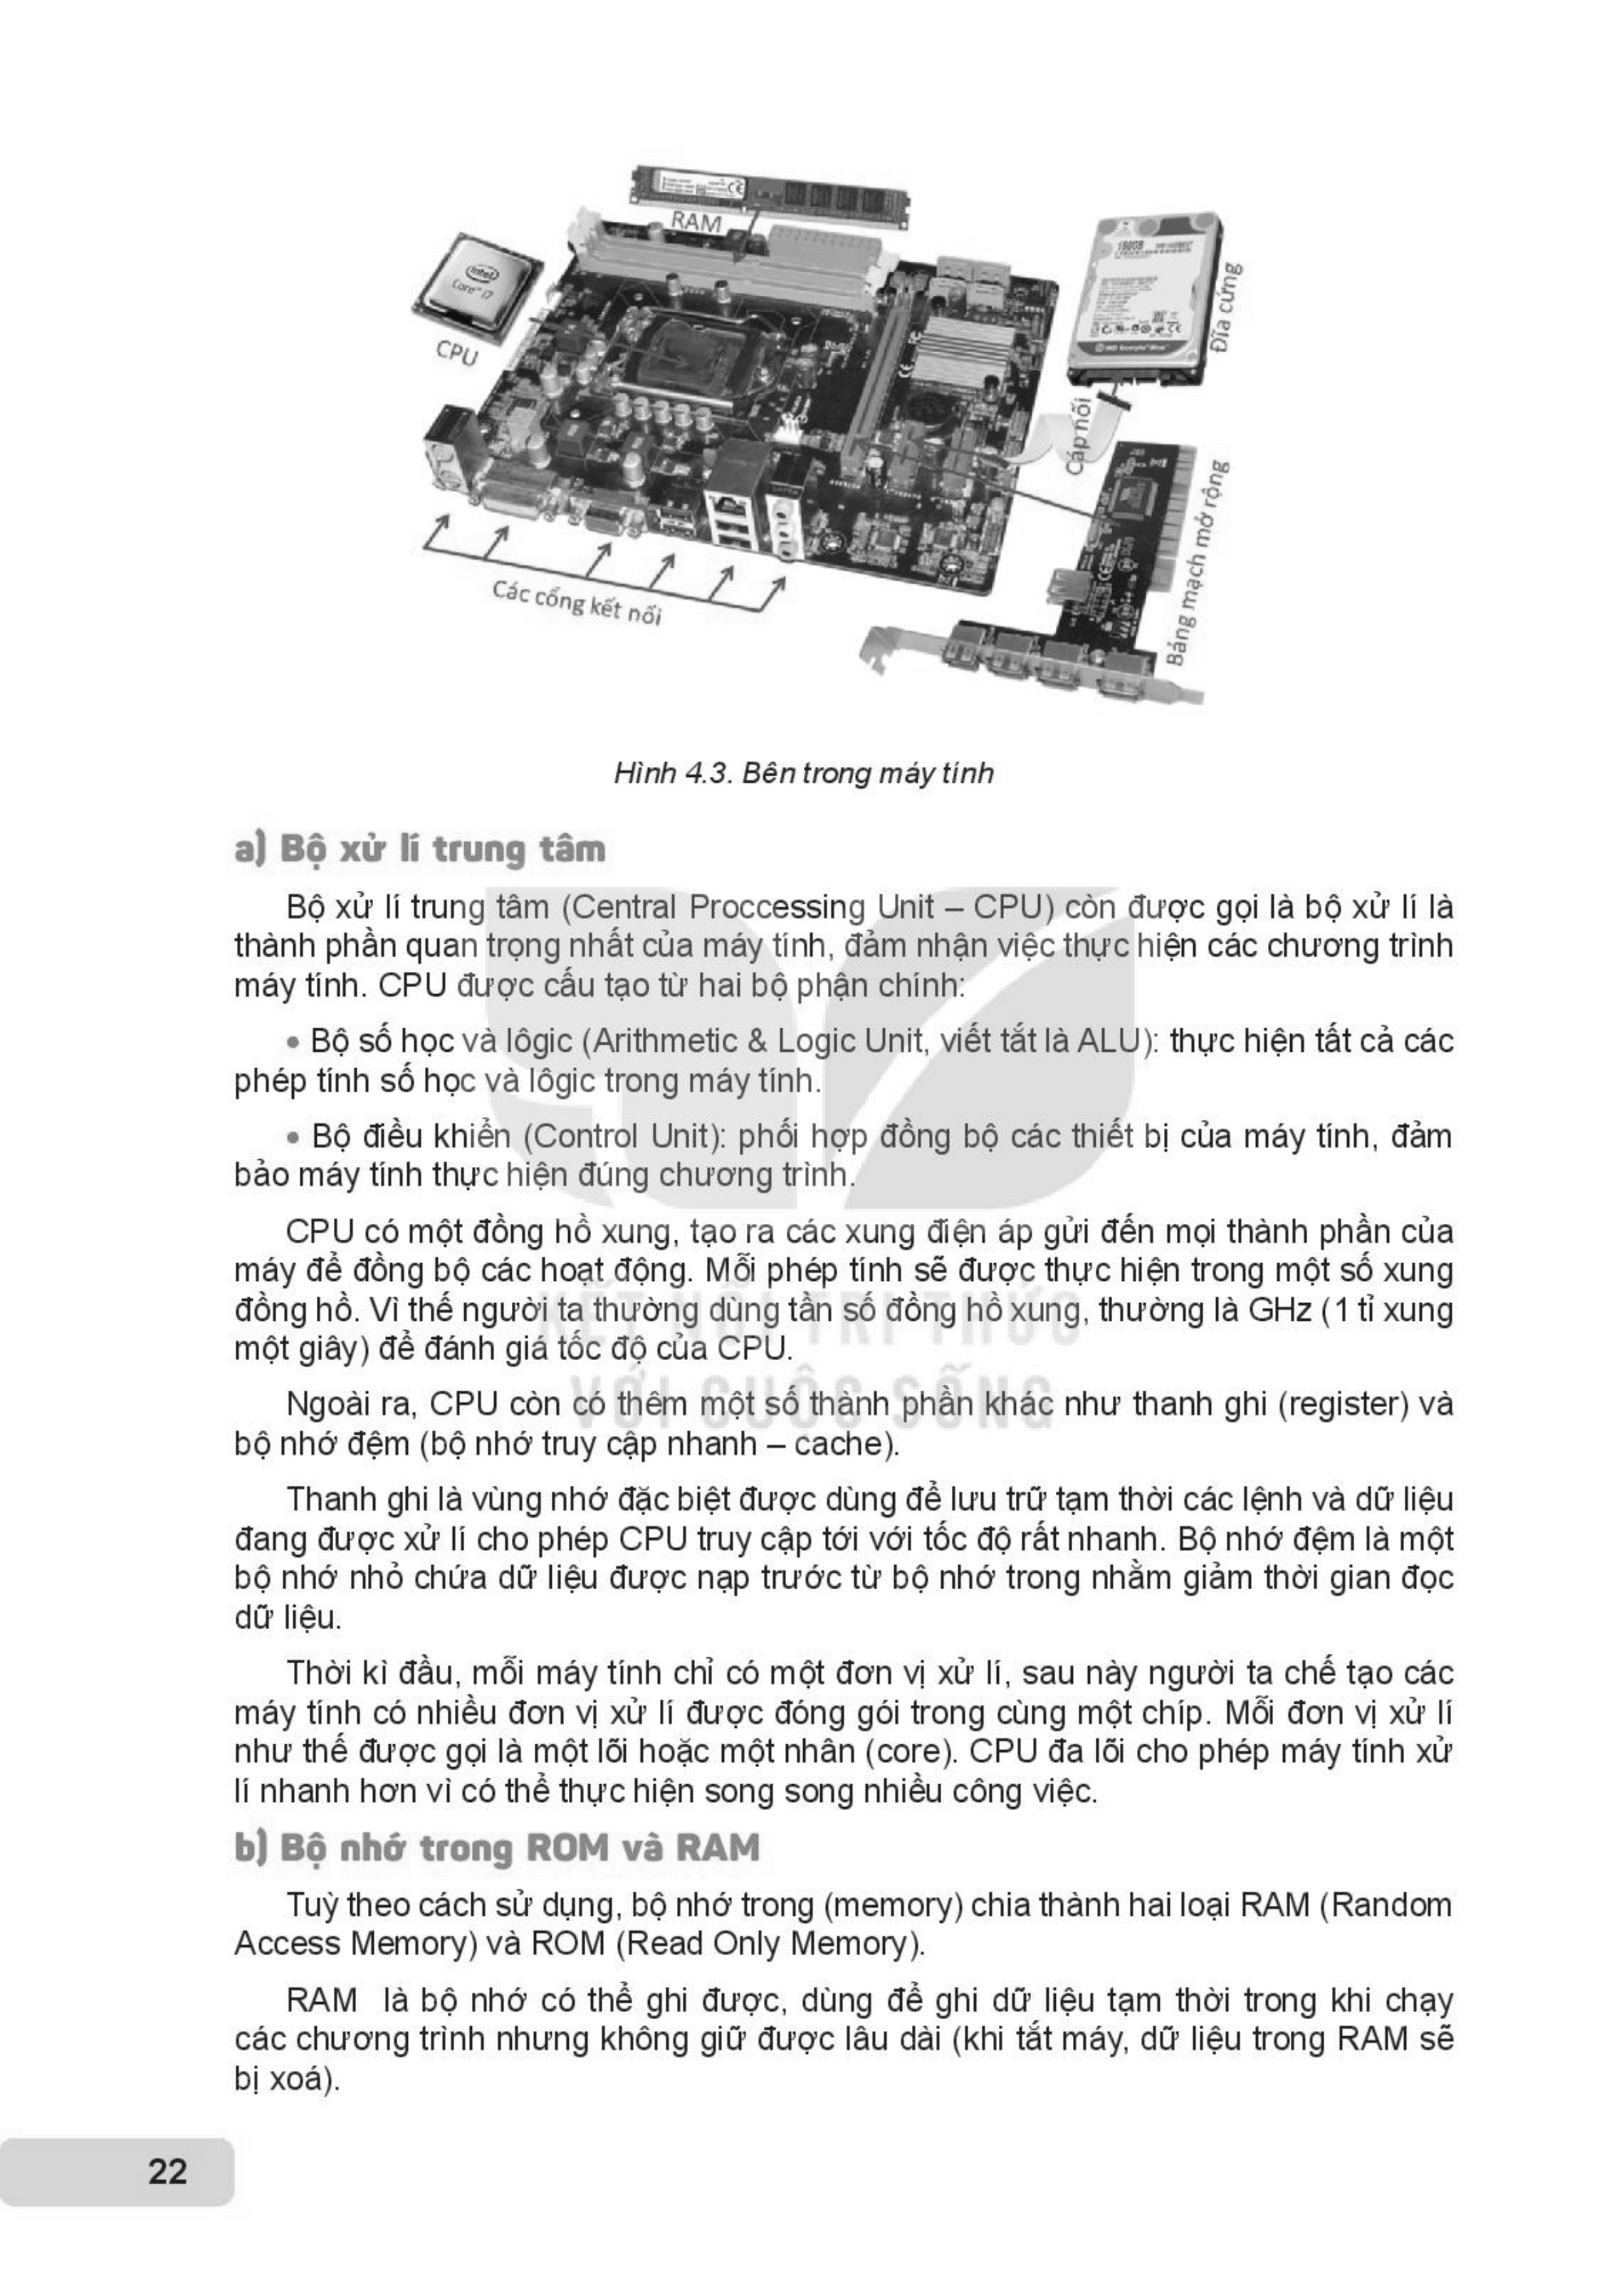 RAM
intel
Core i7
CPU
160GB
Đĩa cứng
Cáp nối
Bảng mạch mở rộng
Các cổng kết nối
Hình 4.3. Bên trong máy tính
a) Bộ xử lí trung tâm
Bộ xử lí trung tâm (Central Proccessing Unit – CPU) còn được gọi là bộ xử lí là
thành phần quan trọng nhất của máy tính, đảm nhận việc thực hiện các chương trình
máy tính. CPU được cấu tạo từ hai bộ phận chính:
• Bộ số học và lôgic (Arithmetic & Logic Unit, viết tắt là ALU): thực hiện tất cả các
phép tính số học và lôgic trong máy tính.
• Bộ điều khiển (Control Unit): phối hợp đồng bộ các thiết bị của máy tính, đảm
bảo máy tính thực hiện đúng chương trình.
CPU có một đồng hồ xung, tạo ra các xung điện áp gửi đến mọi thành phần của
máy để đồng bộ các hoạt động. Mỗi phép tính sẽ được thực hiện trong một số xung
đồng hồ. Vì thế người ta thường dùng tần số đồng hồ xung, thường là GHz (1 tỉ xung
một giây) để đánh giá tốc độ của CPU.
KẾT NỐI TRI THỨC
VỚI CUỘC SỐNG
Ngoài ra, CPU còn có thêm một số thành phần khác như thanh ghi (register) và
bộ nhớ đệm (bộ nhớ truy cập nhanh – cache).
Thanh ghi là vùng nhớ đặc biệt được dùng để lưu trữ tạm thời các lệnh và dữ liệu
đang được xử lí cho phép CPU truy cập tới với tốc độ rất nhanh. Bộ nhớ đệm là một
bộ nhớ nhỏ chứa dữ liệu được nạp trước từ bộ nhớ trong nhằm giảm thời gian đọc
dữ liệu.
Thời kì đầu, mỗi máy tính chỉ có một đơn vị xử lí, sau này người ta chế tạo các
máy tính có nhiều đơn vị xử lí được đóng gói trong cùng một chíp. Mỗi đơn vị xử lí
như thế được gọi là một lõi hoặc một nhân (core). CPU đa lõi cho phép máy tính xử
lí nhanh hơn vì có thể thực hiện song song nhiều công việc.
b) Bộ nhớ trong ROM và RAM
Tuỳ theo cách sử dụng, bộ nhớ trong (memory) chia thành hai loại RAM (Random
Access Memory) và ROM (Read Only Memory).
RAM là bộ nhớ có thể ghi được, dùng để ghi dữ liệu tạm thời trong khi chạy
các chương trình nhưng không giữ được lâu dài (khi tắt máy, dữ liệu trong RAM sẽ
bị xoá).
22